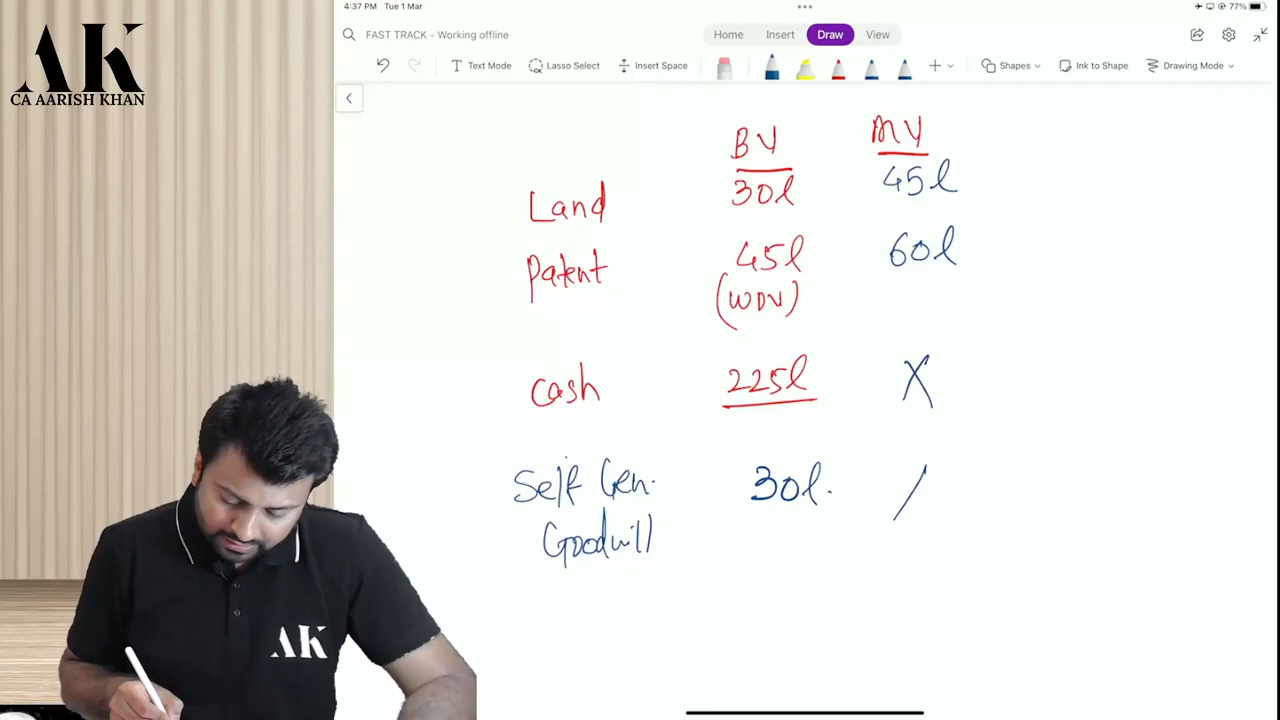 4:37 PM Tue 1 Mar
77%
AK
CA AARISH KHAN
FAST TRACK - Working offline
Home Insert Draw View
Text Mode Lasso Select Insert Space Shapes Ink to Shape Drawing Mode
BV MV
Land 30l 45l
Patent 45l 60l
(WDV)
Cash 225l X
Self Gen. 30l. /
Goodwill
AK